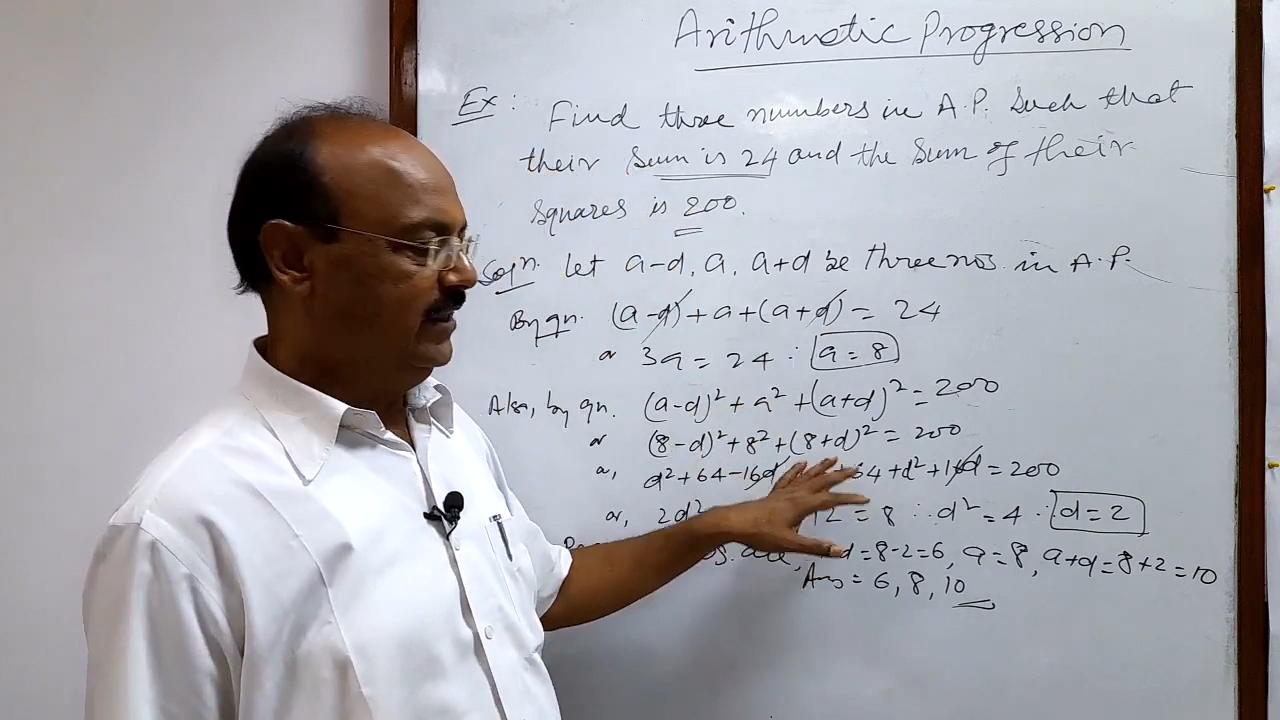 Arithmetic Progression
Ex: Find three numbers in A.P. Such that
their Sum is 24 and the Sum of their
squares is 200.
Soln. let a-d, a, a+d be three nos. in A.P.
By qn. (a-d) + a + (a+d) = 24
or 3a = 24 ∴ a = 8
Also, by qn. (a-d)² + a² + (a+d)² = 200
or (8-d)² + 8² + (8+d)² = 200
or, d² + 64 - 16d + d² + 16d = 200
or, 2d² = 8 ∴ d² = 4 ∴ d = 2
are, d = 8-2 = 6, a = 8, a+d = 8+2 = 10
Ans = 6, 8, 10